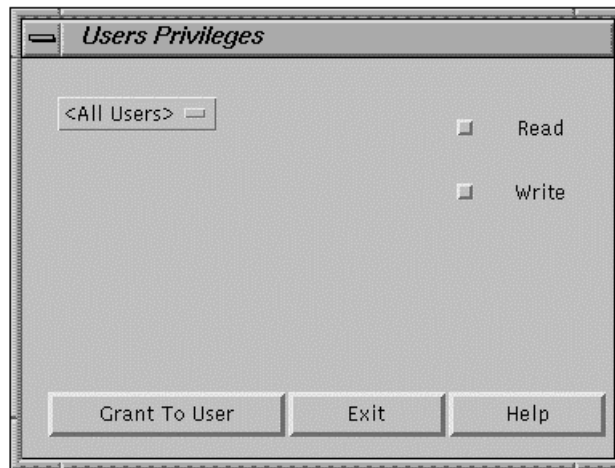 Users Privileges
<All Users>
Read
Write
Grant To User
Exit
Help